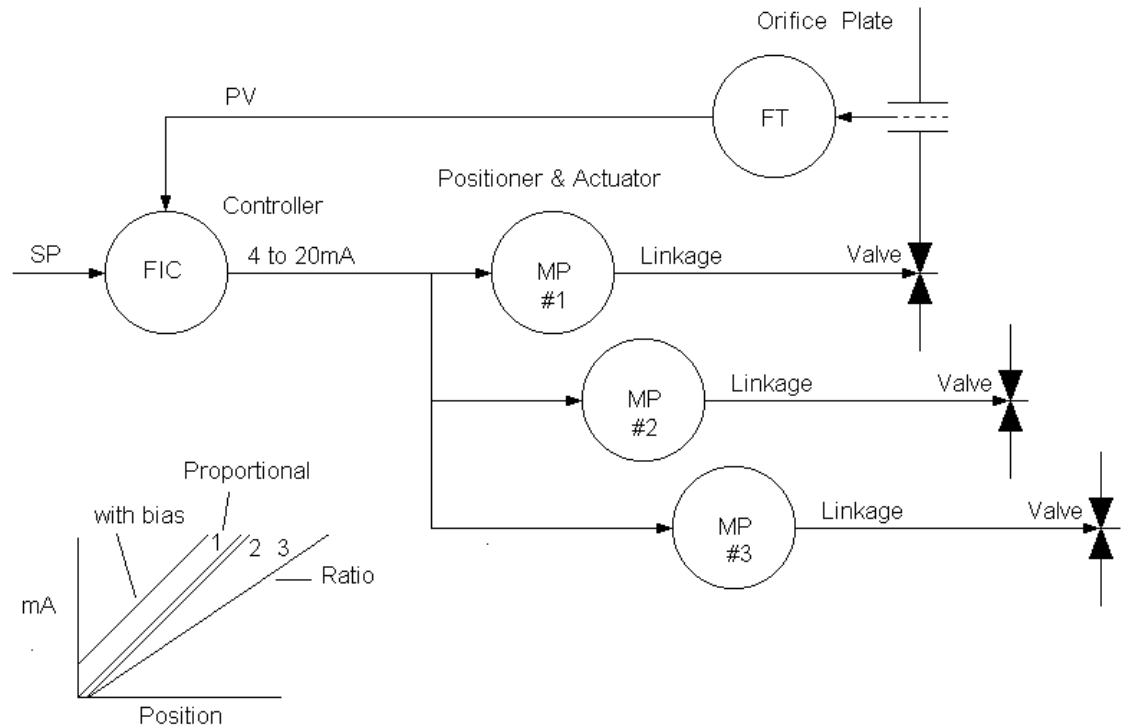 Orifice Plate
PV
FT
Positioner & Actuator
Controller
SP
FIC
4 to 20mA
MP
#1
Linkage
Valve
MP
#2
Linkage
Valve
Proportional
with bias
MP
#3
Linkage
Valve
1 2 3
Ratio
mA
Position